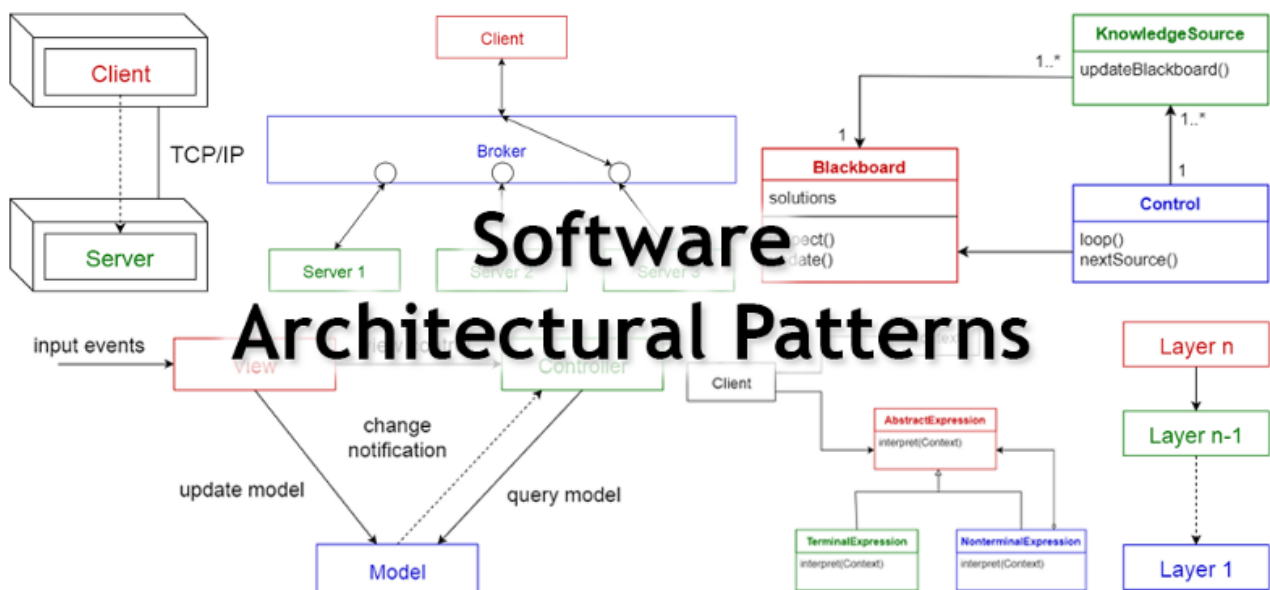 Client
TCP/IP
Server
Client
Broker
Server 1
Server 2
Server 3
KnowledgeSource
updateBlackboard()
1..*
1
1..*
1
Blackboard
solutions
Control
loop()
nextSource()
Software
Architectural Patterns
input events
View
Controller
change
notification
update model
query model
Model
Client
AbstractExpression
interpret(Context)
TerminalExpression
interpret(Context)
NonterminalExpression
interpret(Context)
Layer n
Layer n-1
Layer 1